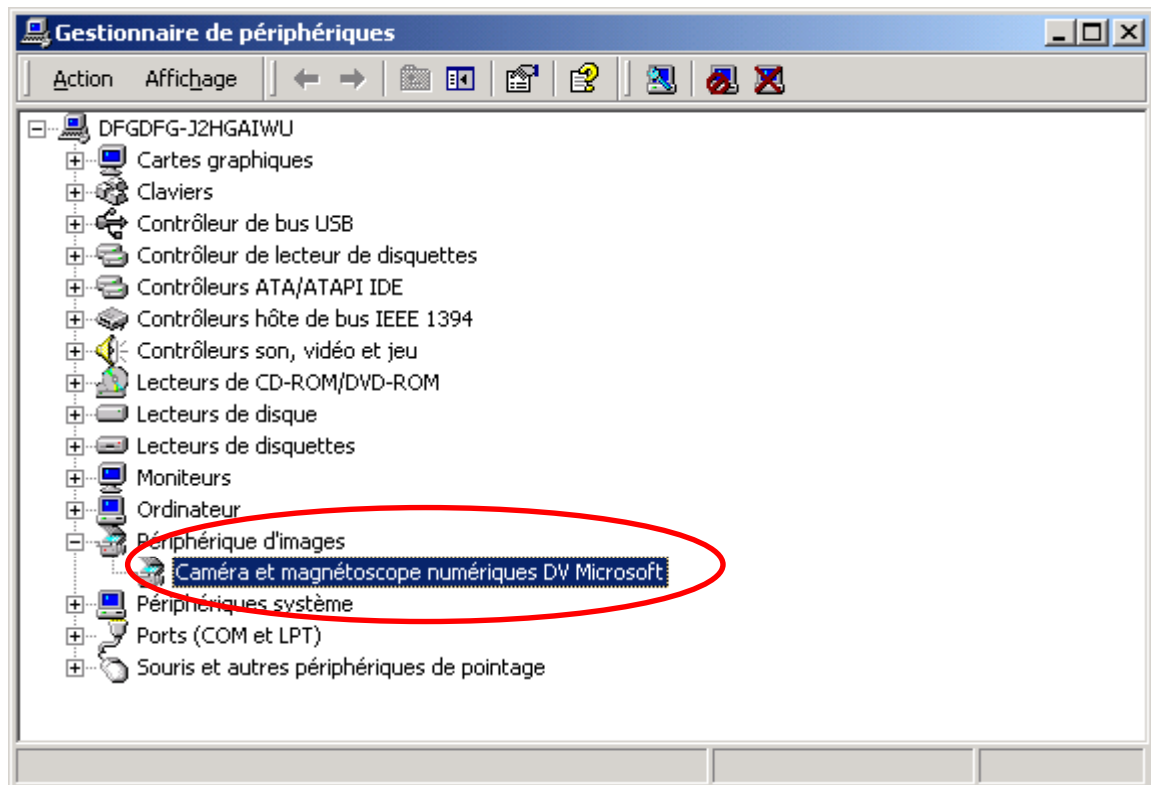 Gestionnaire de périphériques
Action Affichage
DFGDFG-J2HGAIWU
Cartes graphiques
Claviers
Contrôleur de bus USB
Contrôleur de lecteur de disquettes
Contrôleurs ATA/ATAPI IDE
Contrôleurs hôte de bus IEEE 1394
Contrôleurs son, vidéo et jeu
Lecteurs de CD-ROM/DVD-ROM
Lecteurs de disque
Lecteurs de disquettes
Moniteurs
Ordinateur
Périphérique d'images
Caméra et magnétoscope numériques DV Microsoft
Périphériques système
Ports (COM et LPT)
Souris et autres périphériques de pointage